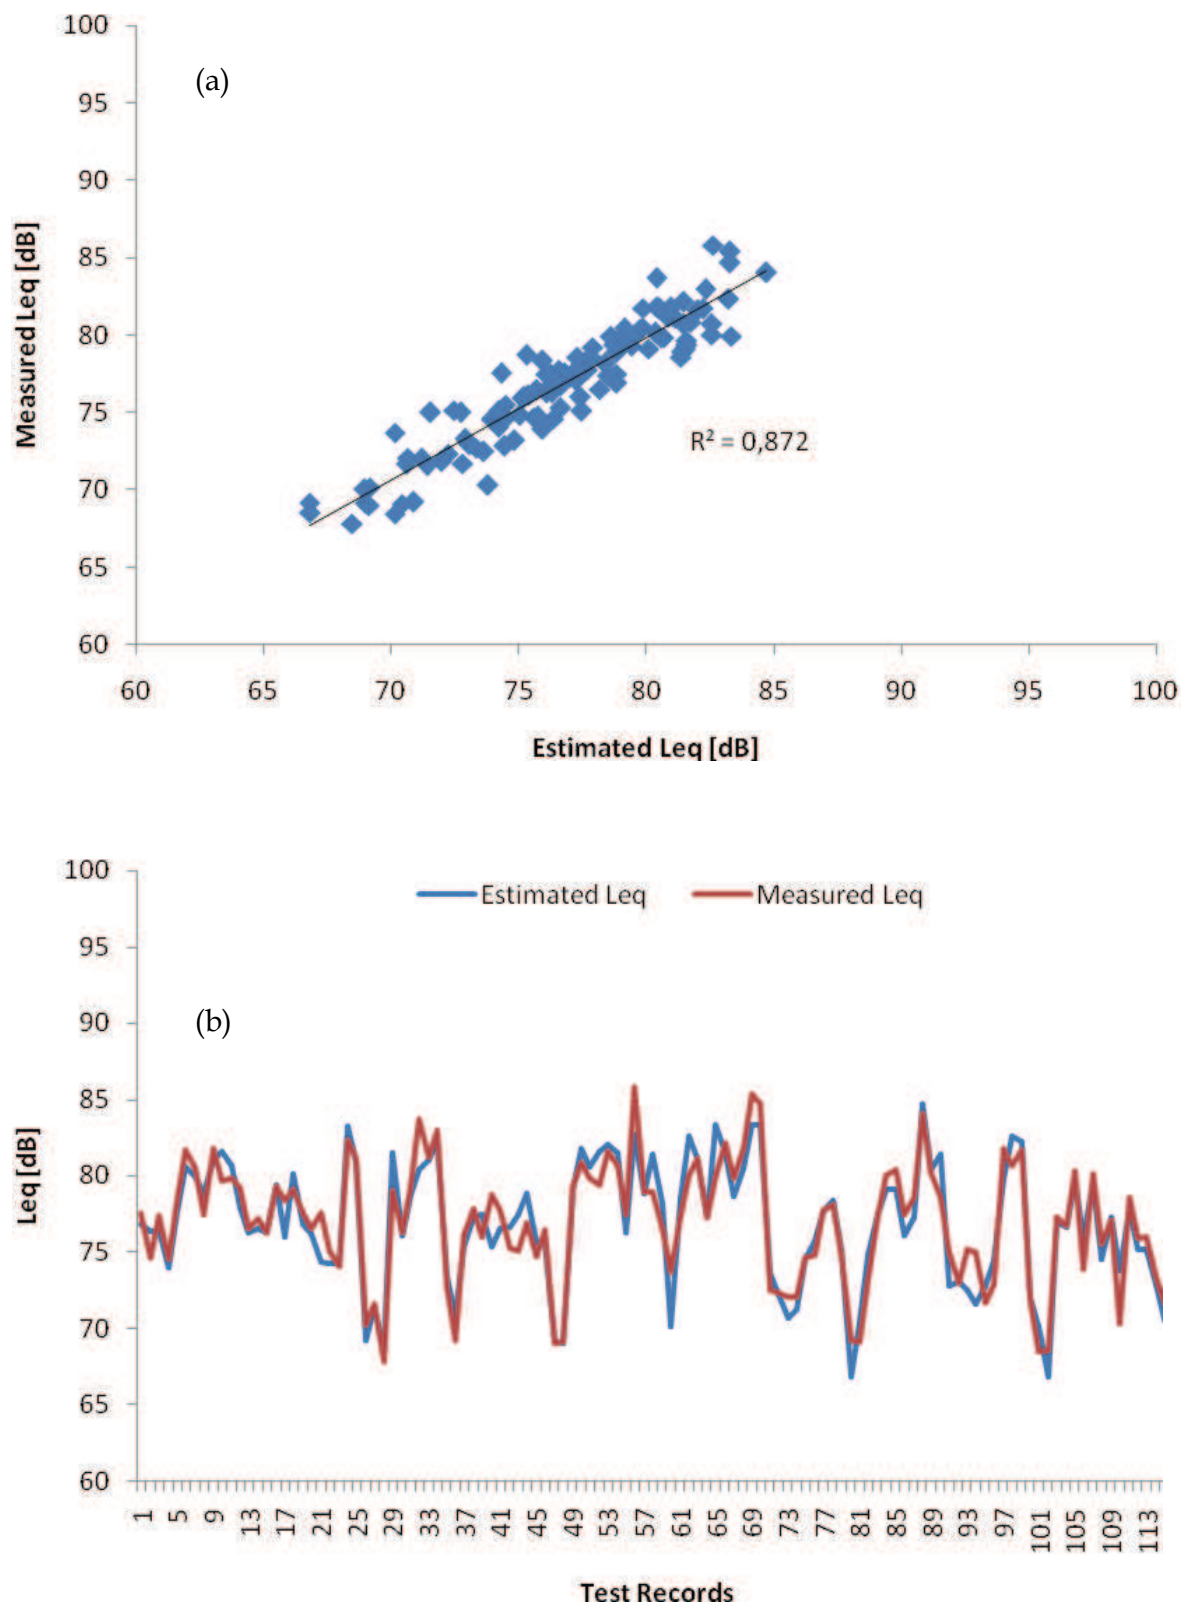 100
(a)
95
90
85
80
75
70
65
60
Measured Leq [dB]
R² = 0,872
60 65 70 75 80 85 90 95 100
Estimated Leq [dB]
100
Estimated Leq Measured Leq
95
90
(b)
85
80
75
70
65
60
Leq [dB]
1 5 9 13 17 21 25 29 33 37 41 45 49 53 57 61 65 69 73 77 81 85 89 93 97 101 105 109 113
Test Records